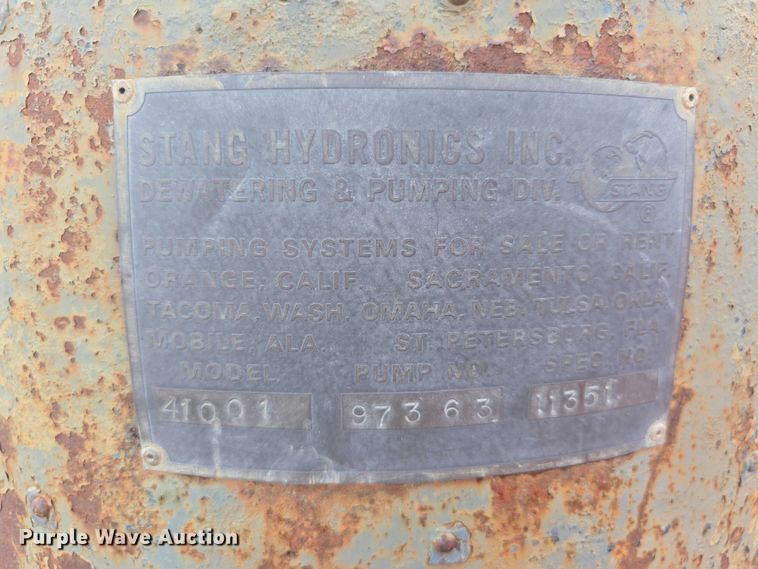 STANG HYDRONICS INC.
DEWATERING & PUMPING DIV.
STANG
®
PUMPING SYSTEMS FOR SALE OR RENT
ORANGE, CALIF. SACRAMENTO, CALIF.
TACOMA, WASH. OMAHA, NEB. TULSA, OKLA.
MOBILE, ALA. ST. PETERSBURG, FLA.
MODEL PUMP NO. SPEC. NO.
41001 97363 11351
Purple Wave Auction®